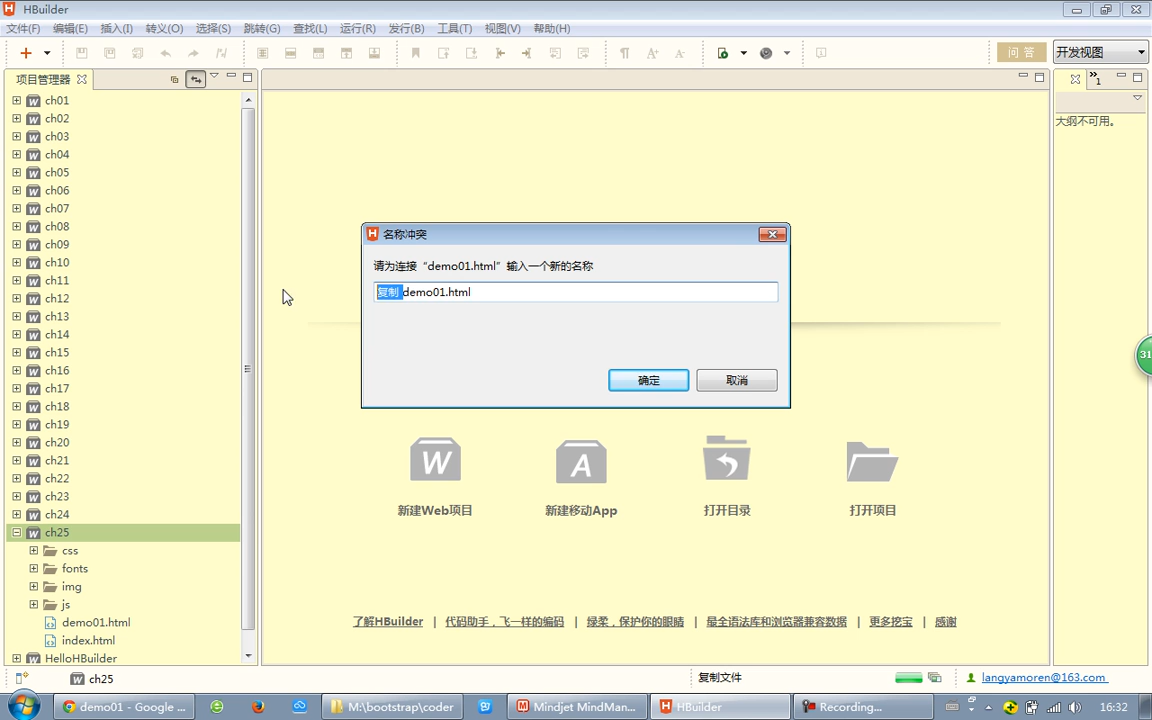 HBuilder
文件(F) 编辑(E) 插入(I) 转义(O) 选择(S) 跳转(G) 查找(L) 运行(R) 发行(B) 工具(T) 视图(V) 帮助(H)
问 答 开发视图
项目管理器
»1
大纲不可用。
ch01
ch02
ch03
ch04
ch05
ch06
ch07
ch08
ch09
ch10
ch11
ch12
ch13
ch14
ch15
ch16
ch17
ch18
ch19
ch20
ch21
ch22
ch23
ch24
ch25
css
fonts
img
js
demo01.html
index.html
HelloHBuilder
名称冲突
请为连接“demo01.html”输入一个新的名称
复制 demo01.html
确定 取消
31
W A
新建Web项目 新建移动App 打开目录 打开项目
了解HBuilder | 代码助手，飞一样的编码 | 绿柔，保护你的眼睛 | 最全语法库和浏览器兼容数据 | 更多挖宝 | 感谢
ch25 复制文件 langyamoren@163.com
demo01 - Google ... M:\bootstrap\coder Mindjet MindMan... HBuilder Recording... 16:32